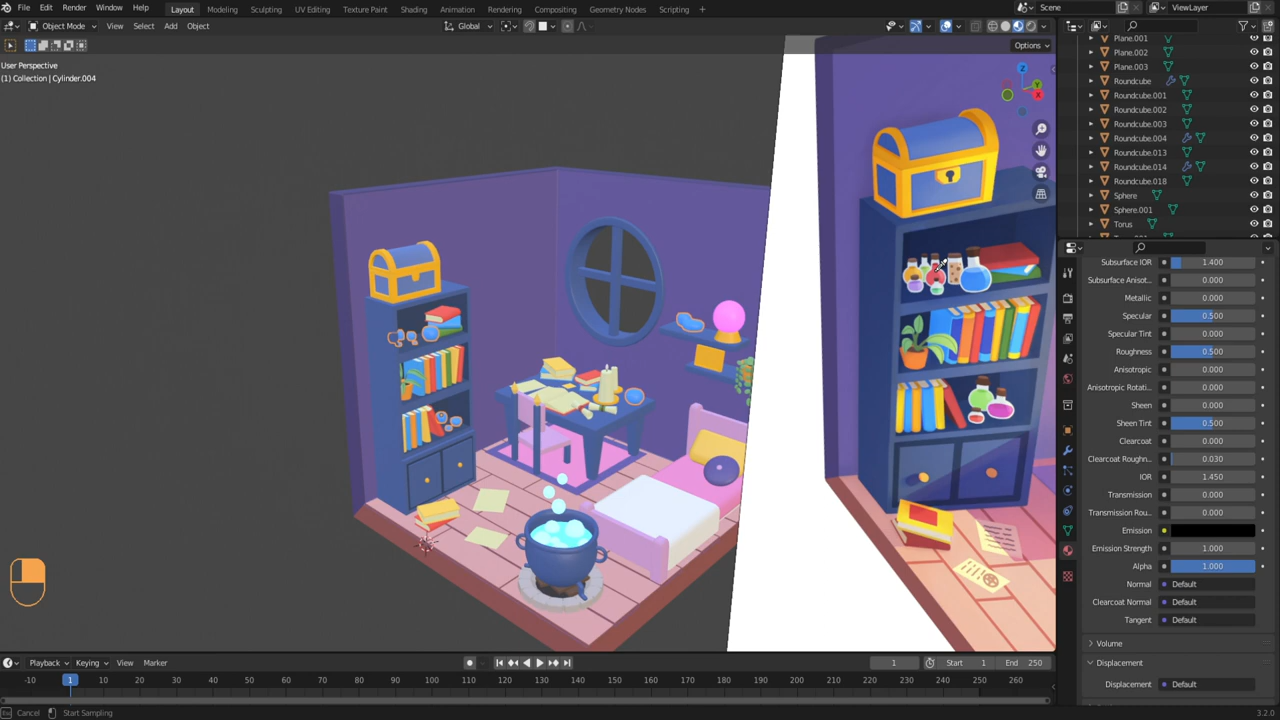 File Edit Render Window Help Layout Modeling Sculpting UV Editing Texture Paint Shading Animation Rendering Compositing Geometry Nodes Scripting Scene ViewLayer
Object Mode View Select Add Object Global
Options
User Perspective
(1) Collection | Cylinder.004
Z
Y
X
Plane.001
Plane.002
Plane.003
Roundcube
Roundcube.001
Roundcube.002
Roundcube.003
Roundcube.004
Roundcube.013
Roundcube.014
Roundcube.018
Sphere
Sphere.001
Torus
Subsurface IOR 1.400
Subsurface Anisot... 0.000
Metallic 0.000
Specular 0.500
Specular Tint 0.000
Roughness 0.500
Anisotropic 0.000
Anisotropic Rotati... 0.000
Sheen 0.000
Sheen Tint 0.500
Clearcoat 0.000
Clearcoat Roughn... 0.030
IOR 1.450
Transmission 0.000
Transmission Rou... 0.000
Emission
Emission Strength 1.000
Alpha 1.000
Normal Default
Clearcoat Normal Default
Tangent Default
Volume
Displacement
Displacement Default
Playback Keying View Marker 1 Start 1 End 250
-10 1 10 20 30 40 50 60 70 80 90 100 110 120 130 140 150 160 170 180 190 200 210 220 230 240 250 260
Esc Cancel Start Sampling 3.2.0